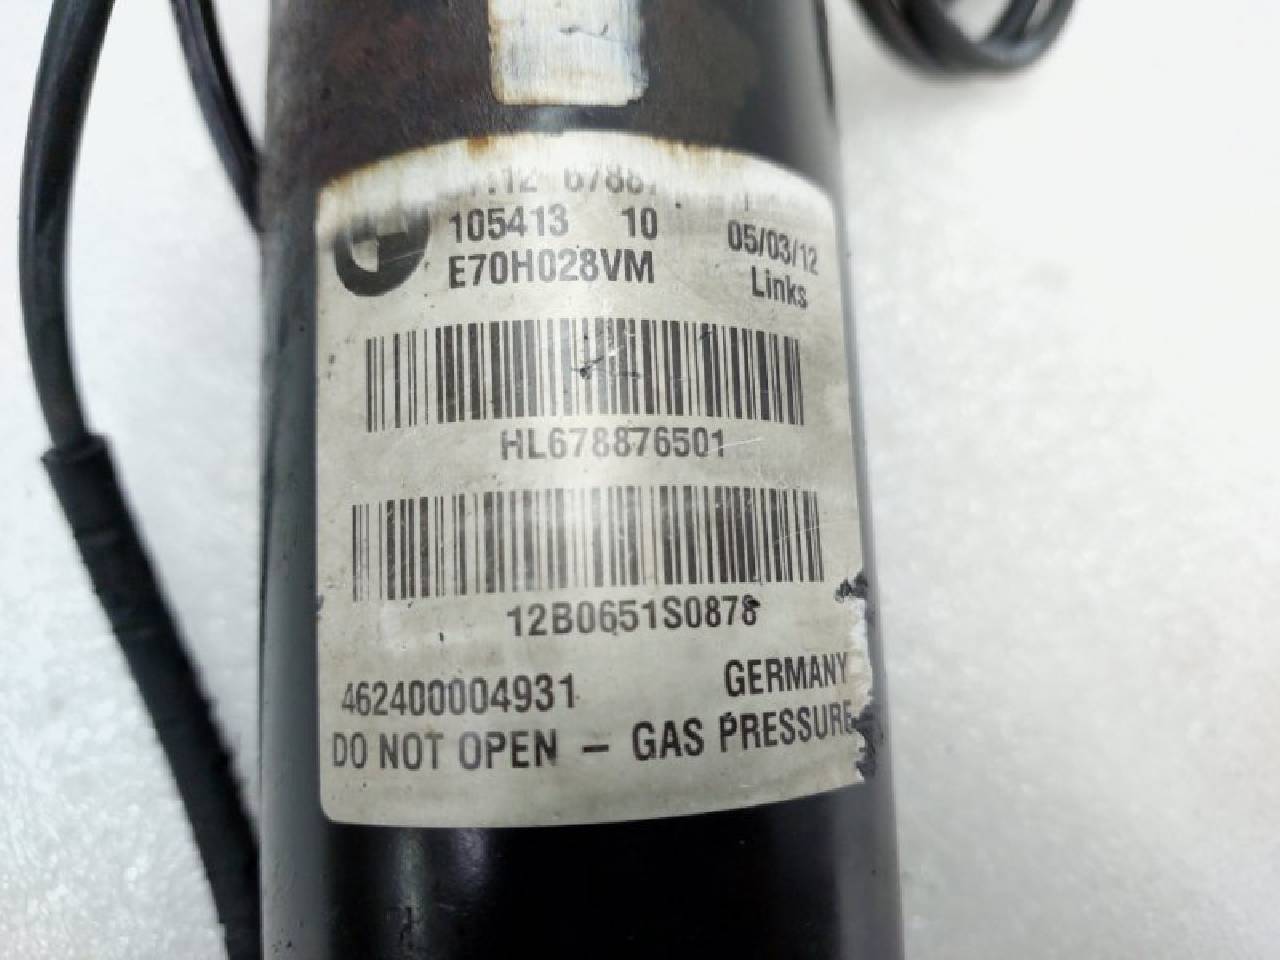 105413 10 05/03/12
E70H028VM Links
HL678876501
12B0651S0878
462400004931 GERMANY
DO NOT OPEN – GAS PRESSURE